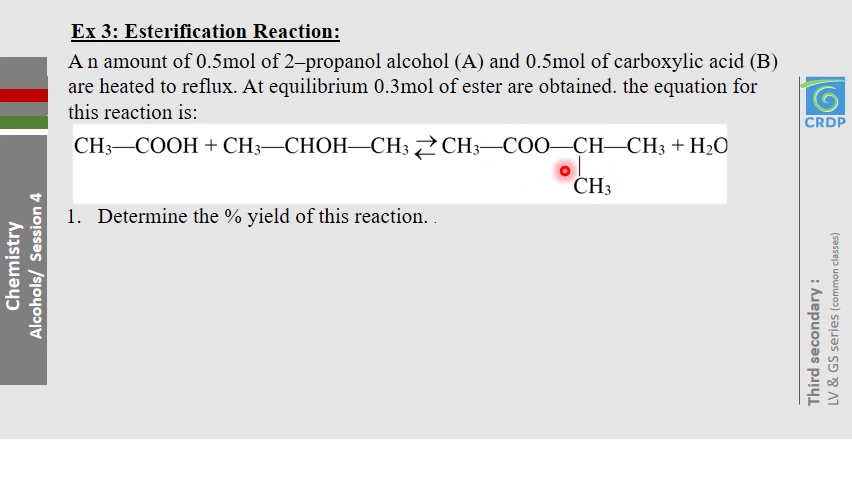 Ex 3: Esterification Reaction:
A n amount of 0.5mol of 2–propanol alcohol (A) and 0.5mol of carboxylic acid (B)
are heated to reflux. At equilibrium 0.3mol of ester are obtained. the equation for
this reaction is:
CH₃—COOH + CH₃—CHOH—CH₃ ⇄ CH₃—COO—CH—CH₃ + H₂O
CH₃
1. Determine the % yield of this reaction. .
Chemistry
Alcohols/ Session 4
CRDP
Third secondary :
LV & GS series (common classes)